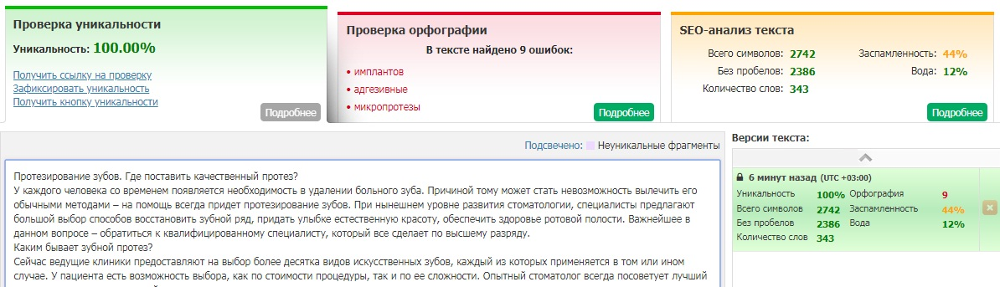 Проверка уникальности
Уникальность: 100.00%
Получить ссылку на проверку
Зафиксировать уникальность
Получить кнопку уникальности
Подробнее
Проверка орфографии
В тексте найдено 9 ошибок:
• имплантов
• адгезивные
• микропротезы
Подробнее
SEO-анализ текста
Всего символов: 2742 Заспамленность: 44%
Без пробелов: 2386 Вода: 12%
Количество слов: 343
Подробнее
Подсвечено: Неуникальные фрагменты
Протезирование зубов. Где поставить качественный протез?
У каждого человека со временем появляется необходимость в удалении больного зуба. Причиной тому может стать невозможность вылечить его
обычными методами – на помощь всегда придет протезирование зубов. При нынешнем уровне развития стоматологии, специалисты предлагают
большой выбор способов восстановить зубной ряд, придать улыбке естественную красоту, обеспечить здоровье ротовой полости. Важнейшее в
данном вопросе – обратиться к квалифицированному специалисту, который все сделает по высшему разряду.
Каким бывает зубной протез?
Сейчас ведущие клиники предоставляют на выбор более десятка видов искусственных зубов, каждый из которых применяется в том или ином
случае. У пациента есть возможность выбора, как по стоимости процедуры, так и по ее сложности. Опытный стоматолог всегда посоветует лучший
Версии текста:
6 минут назад (UTC +03:00)
Уникальность 100% Орфография 9
Всего символов 2742 Заспамленность 44%
Без пробелов 2386 Вода 12%
Количество слов 343